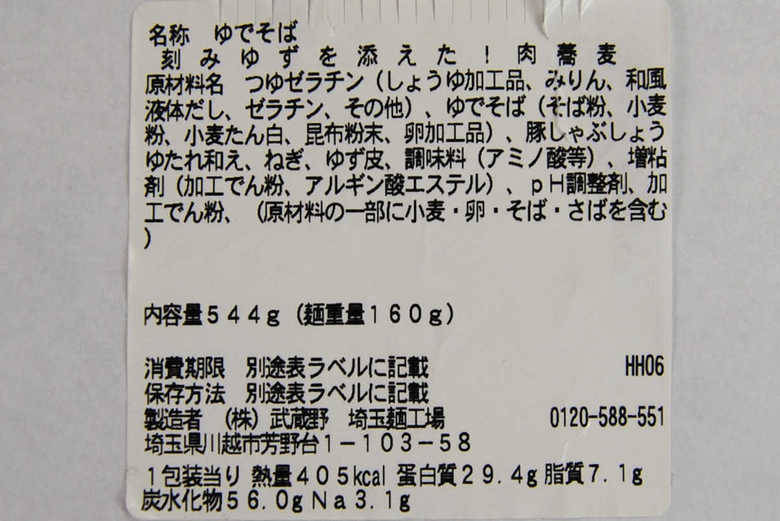 名称　ゆでそば
刻みゆずを添えた！肉蕎麦
原材料名　つゆゼラチン（しょうゆ加工品、みりん、和風
液体だし、ゼラチン、その他）、ゆでそば（そば粉、小麦
粉、小麦たん白、昆布粉末、卵加工品）、豚しゃぶしょう
ゆたれ和え、ねぎ、ゆず皮、調味料（アミノ酸等）、増粘
剤（加工でん粉、アルギン酸エステル）、ｐＨ調整剤、加
工でん粉、（原材料の一部に小麦・卵・そば・さばを含む
）
内容量５４４ｇ（麺重量１６０ｇ）
消費期限　別途表ラベルに記載　HH06
保存方法　別途表ラベルに記載
製造者　（株）武蔵野　埼玉麺工場　0120-588-551
埼玉県川越市芳野台１－１０３－５８
１包装当り 熱量４０５kcal 蛋白質２９.４g 脂質７.１g
炭水化物５６.０g Ｎａ３.１g